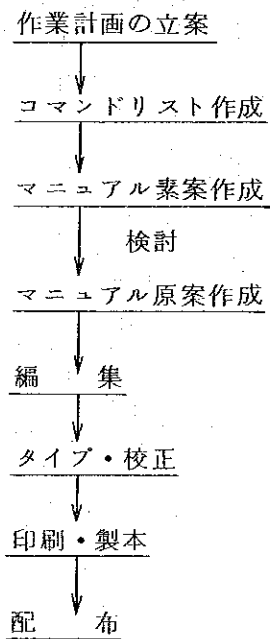 作業計画の立案
コマンドリスト作成
マニュアル素案作成
検討
マニュアル原案作成
編　集
タイプ・校正
印刷・製本
配　布